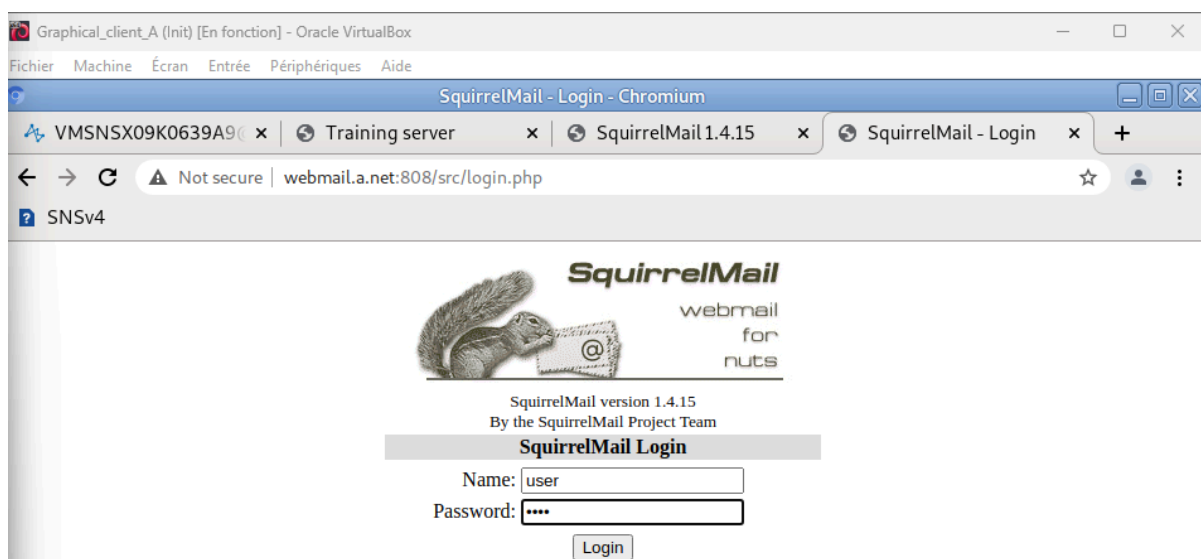 Graphical_client_A (Init) [En fonction] - Oracle VirtualBox
Fichier Machine Écran Entrée Périphériques Aide
SquirrelMail - Login - Chromium
VMSNSX09K0639A9 Training server SquirrelMail 1.4.15 SquirrelMail - Login
Not secure webmail.a.net:808/src/login.php
SNSv4
SquirrelMail
webmail
for
nuts
@
SquirrelMail version 1.4.15
By the SquirrelMail Project Team
SquirrelMail Login
Name: user
Password: ••••
Login